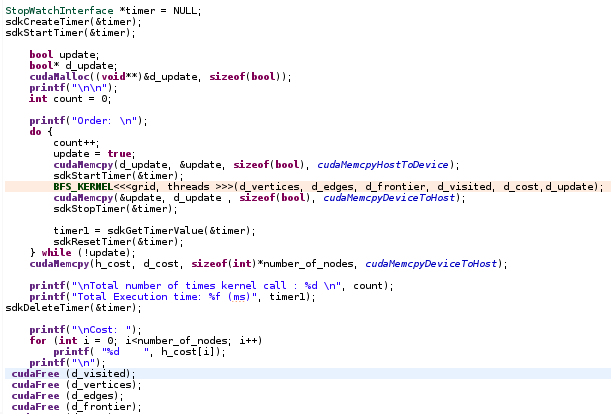 StopWatchInterface *timer = NULL;
sdkCreateTimer(&timer);
sdkStartTimer(&timer);
bool update;
bool* d_update;
cudaMalloc((void**)&d_update, sizeof(bool));
printf("\n\n");
int count = 0;
printf("Order: \n");
do {
count++;
update = true;
cudaMemcpy(d_update, &update, sizeof(bool), cudaMemcpyHostToDevice);
sdkStartTimer(&timer);
BFS_KERNEL<<<grid, threads >>>(d_vertices, d_edges, d_frontier, d_visited, d_cost,d_update);
cudaMemcpy(&update, d_update , sizeof(bool), cudaMemcpyDeviceToHost);
sdkStopTimer(&timer);
timer1 = sdkGetTimerValue(&timer);
sdkResetTimer(&timer);
} while (!update);
cudaMemcpy(h_cost, d_cost, sizeof(int)*number_of_nodes, cudaMemcpyDeviceToHost);
printf("\nTotal number of times kernel call : %d \n", count);
printf("Total Execution time: %f (ms)", timer1);
sdkDeleteTimer(&timer);
printf("\nCost: ");
for (int i = 0; i<number_of_nodes; i++)
printf( "%d    ", h_cost[i]);
printf("\n");
cudaFree (d_visited);
cudaFree (d_vertices);
cudaFree (d_edges);
cudaFree (d_frontier);